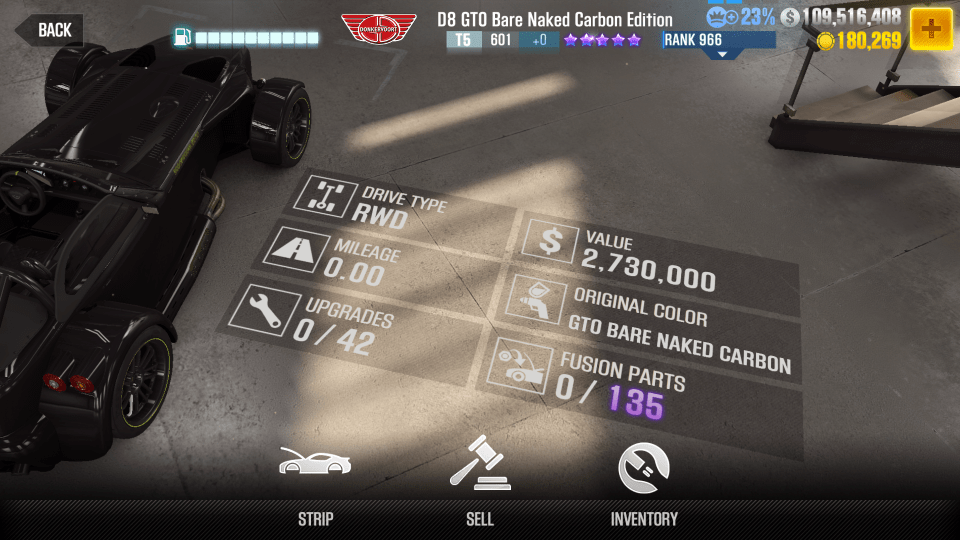 BACK
DONKERVOORT
D8 GTO Bare Naked Carbon Edition
T5 601 +0
RANK 966
23%
109,516,408
180,269
DRIVE TYPE
RWD
MILEAGE
0.00
UPGRADES
0 / 42
VALUE
2,730,000
ORIGINAL COLOR
GTO BARE NAKED CARBON
FUSION PARTS
0 / 135
STRIP
SELL
INVENTORY